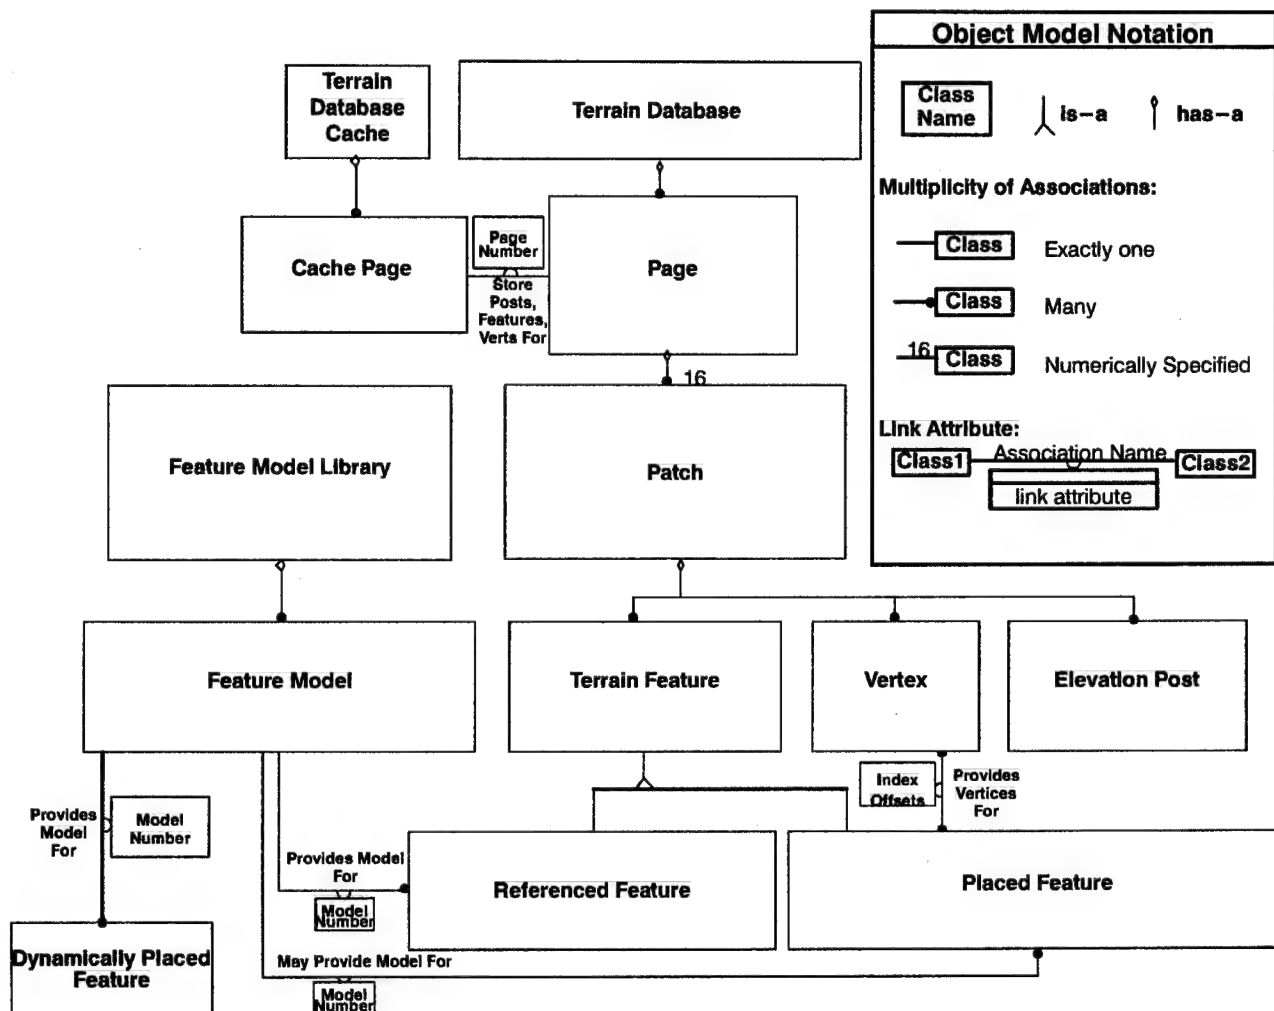 Object Model Notation
Class
Name
is-a
has-a
Multiplicity of Associations:
Class
Exactly one
Class
Many
16
Class
Numerically Specified
Link Attribute:
Association Name
Class1
Class2
link attribute
Terrain
Database
Cache
Terrain Database
Cache Page
Page
Number
Store
Posts,
Features,
Verts For
Page
16
Feature Model Library
Patch
Feature Model
Terrain Feature
Vertex
Elevation Post
Provides
Model
For
Model
Number
Index
Offsets
Provides
Vertices
For
Provides Model
For
Model
Number
Referenced Feature
Placed Feature
Dynamically Placed
Feature
May Provide Model For
Model
Number